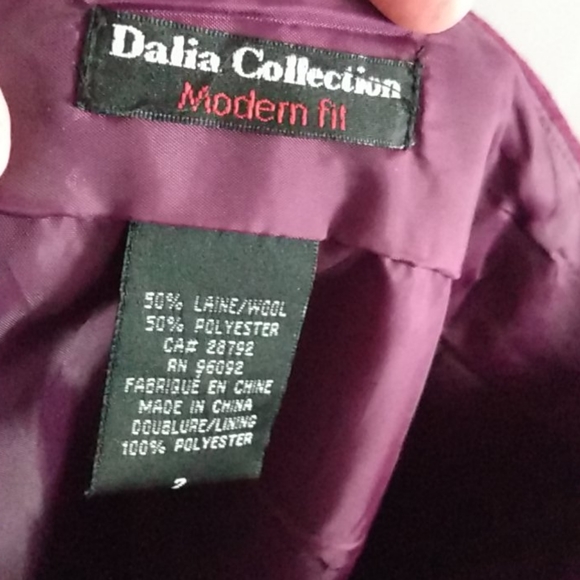 Dalia Collection
Modern fit
50% LAINE/WOOL
50% POLYESTER
CA# 28792
RN 96092
FABRIQUÉ EN CHINE
MADE IN CHINA
DOUBLURE/LINING
100% POLYESTER
2